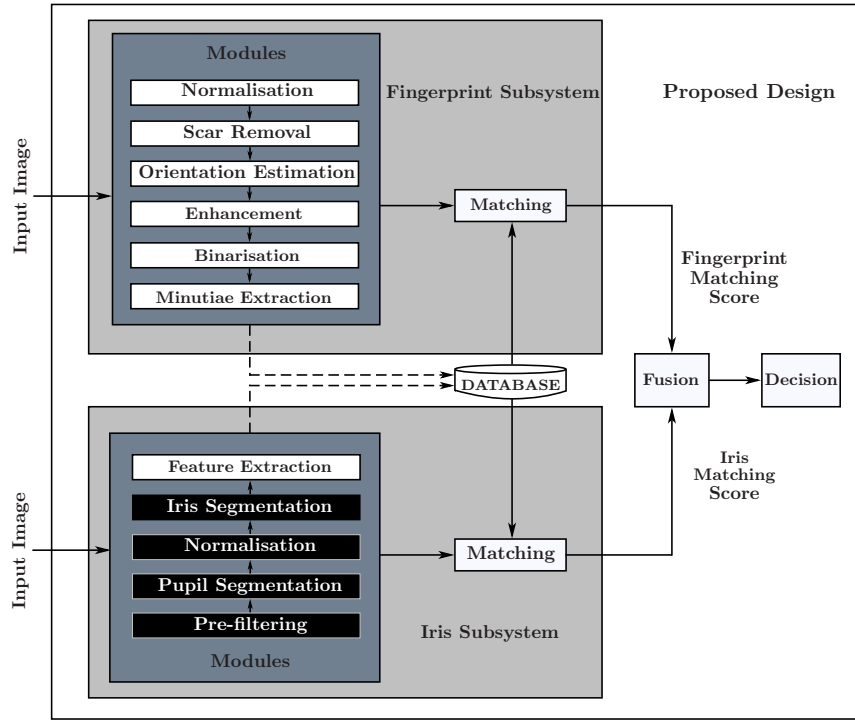 Modules
Normalisation
Scar Removal
Orientation Estimation
Enhancement
Binarisation
Minutiae Extraction
Fingerprint Subsystem
Proposed Design
Input Image
Matching
Fingerprint
Matching
Score
DATABASE
Fusion
Decision
Feature Extraction
Iris Segmentation
Normalisation
Pupil Segmentation
Pre-filtering
Modules
Input Image
Matching
Iris Subsystem
Iris
Matching
Score